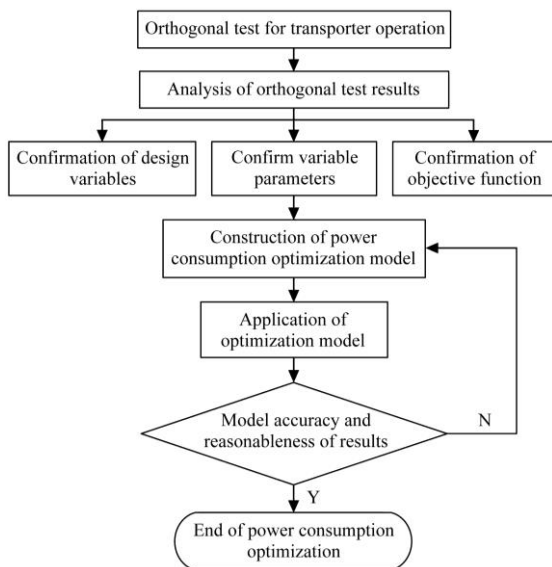 Orthogonal test for transporter operation
Analysis of orthogonal test results
Confirmation of design
variables
Confirm variable
parameters
Confirmation of
objective function
Construction of power
consumption optimization model
Application of
optimization model
Model accuracy and
reasonableness of results
N
Y
End of power consumption
optimization